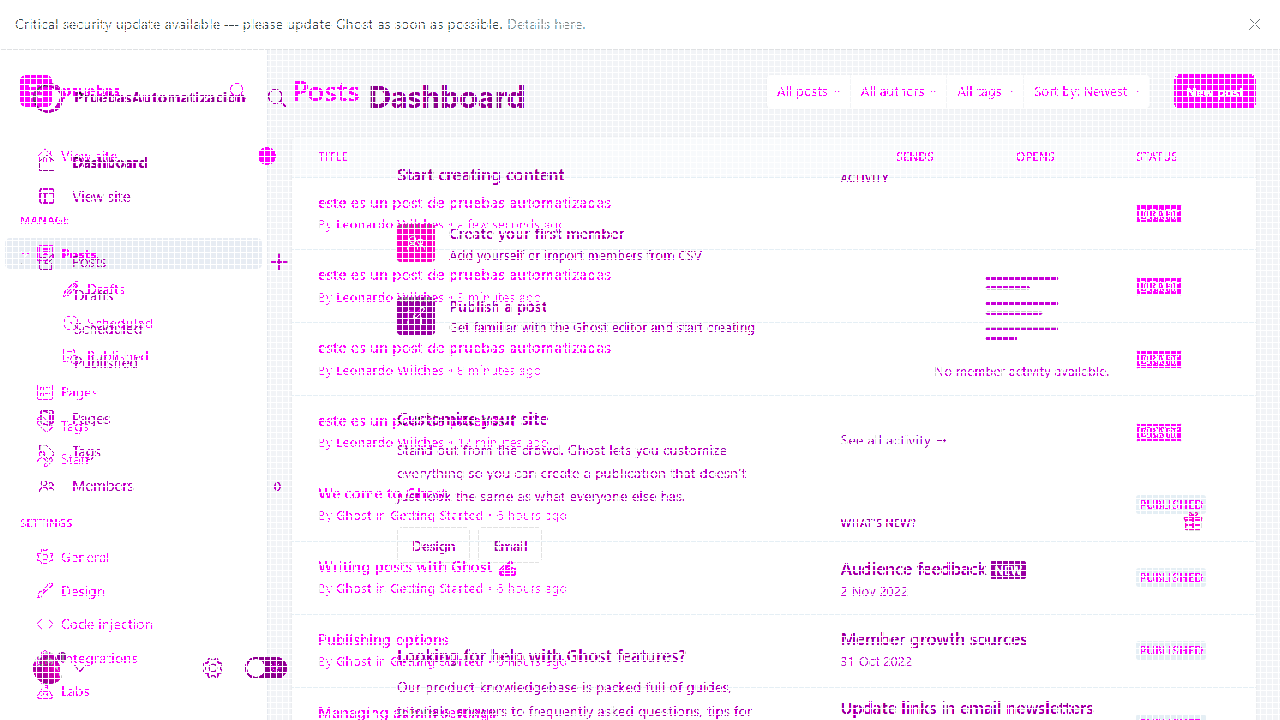 Critical security update available — please update Ghost as soon as possible. Details here.
pruebas
PruebasAutomatización
Posts
Dashboard
All posts
All authors
All tags
Sort by: Newest
View site
Dashboard
View site
MANAGE
Posts
Posts
Drafts
Drafts
Scheduled
Scheduled
Published
Published
Pages
Pages
Tags
Tags
Staff
Members 0
SETTINGS
General
Design
Code injection
Integrations
Labs
TITLE
SENDS
OPENS
STATUS
Start creating content
ACTIVITY
este es un post de pruebas automatizadas
By Leonardo Wilches • a few seconds ago
Create your first member
Add yourself or import members from CSV
este es un post de pruebas automatizadas
By Leonardo Wilches • 5 minutes ago
Publish a post
Get familiar with the Ghost editor and start creating
este es un post de pruebas automatizadas
By Leonardo Wilches • 8 minutes ago
No member activity available.
este es un
Customize your site
By Leonardo Wilches • 12 minutes ago
See all activity →
Stand out from the crowd. Ghost lets you customize
everything so you can create a publication that doesn't
just look the same as what everyone else has.
Welcome to Ghost
By Ghost in Getting Started • 6 hours ago
PUBLISHED
WHAT'S NEW?
Design
Email
Writing posts with Ghost
By Ghost in Getting Started • 6 hours ago
PUBLISHED
Audience feedback NEW
2 Nov 2022
Publishing options
By Ghost in Getting Started • 6 hours ago
PUBLISHED
Member growth sources
31 Oct 2022
Looking for help with Ghost features?
Our product knowledgebase is packed full of guides,
to frequently asked questions, tips for
Managing
Update links in email newsletters